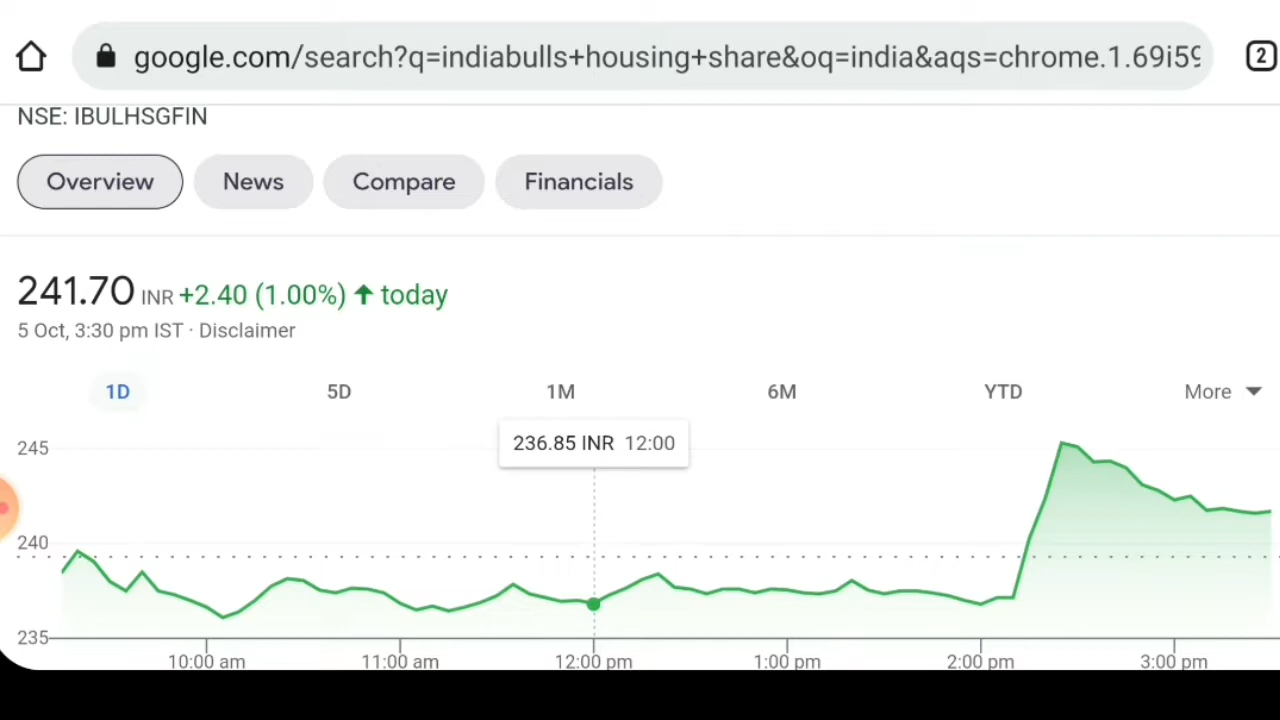 google.com/search?q=indiabulls+housing+share&oq=india&aqs=chrome.1.69i59
2
NSE: IBULHSGFIN
Overview News Compare Financials
241.70 INR +2.40 (1.00%) ↑ today
5 Oct, 3:30 pm IST · Disclaimer
1D 5D 1M 6M YTD More
236.85 INR 12:00
245
240
235
10:00 am 11:00 am 12:00 pm 1:00 pm 2:00 pm 3:00 pm